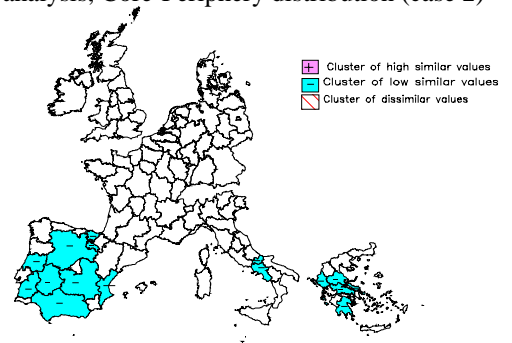 analysis, Core-Periphery distribution (case 2)
+ Cluster of high similar values
− Cluster of low similar values
Cluster of dissimilar values